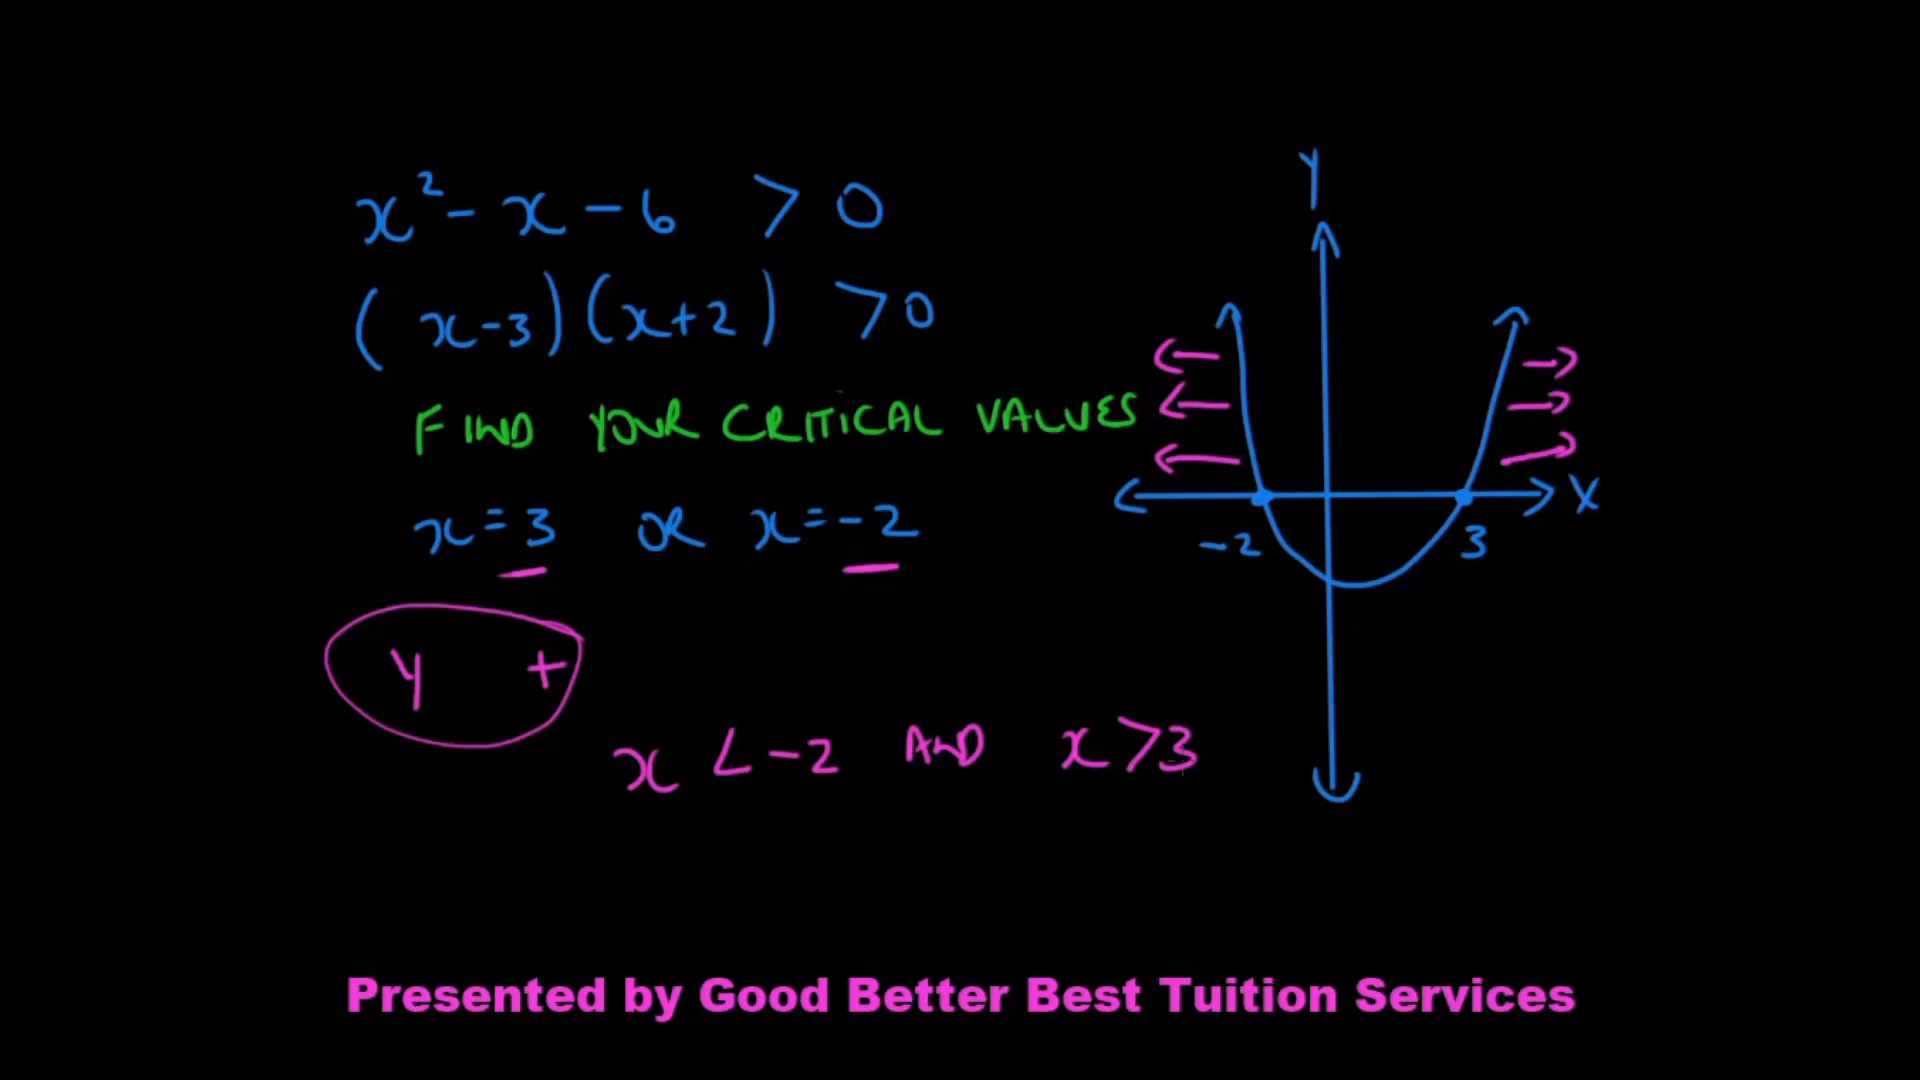 x² - x - 6 > 0
(x-3)(x+2) > 0
FIND YOUR CRITICAL VALUES
x = 3 OR x = -2
y +
x < -2 AND x > 3
Y
X
-2 3
Presented by Good Better Best Tuition Services